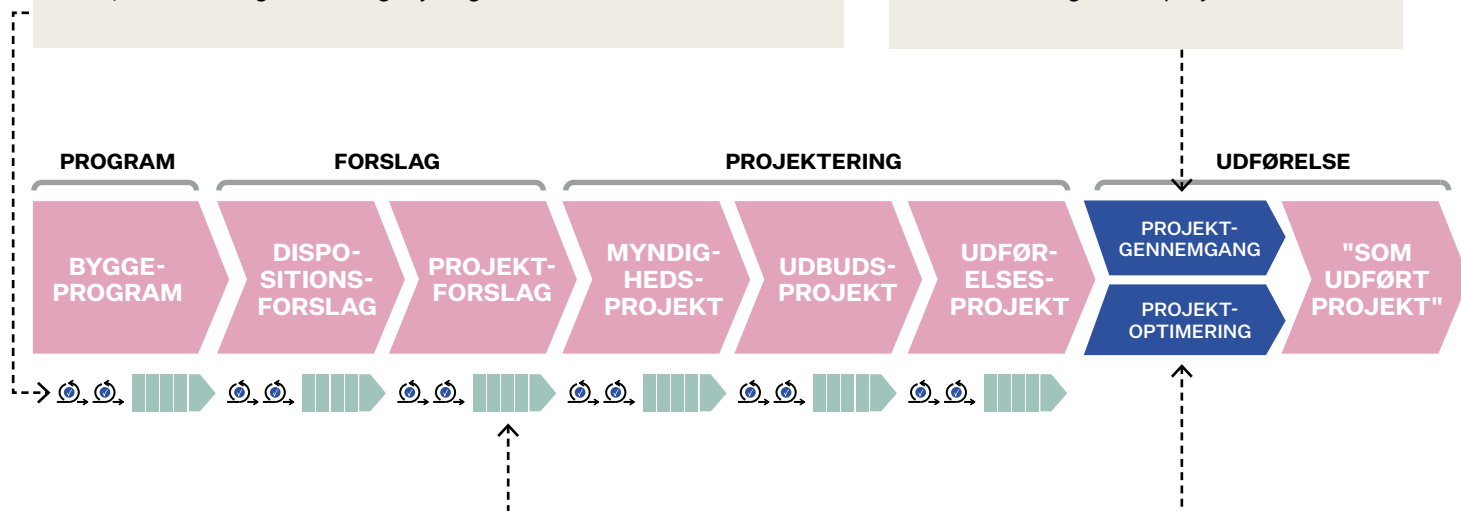 PROGRAM
FORSLAG
PROJEKTERING
UDFØRELSE
BYGGE-
PROGRAM
DISPO-
SITIONS-
FORSLAG
PROJEKT-
FORSLAG
MYNDIG-
HEDS-
PROJEKT
UDBUDS-
PROJEKT
UDFØR-
ELSES-
PROJEKT
PROJEKT-
GENNEMGANG
PROJEKT-
OPTIMERING
"SOM
UDFØRT
PROJEKT"